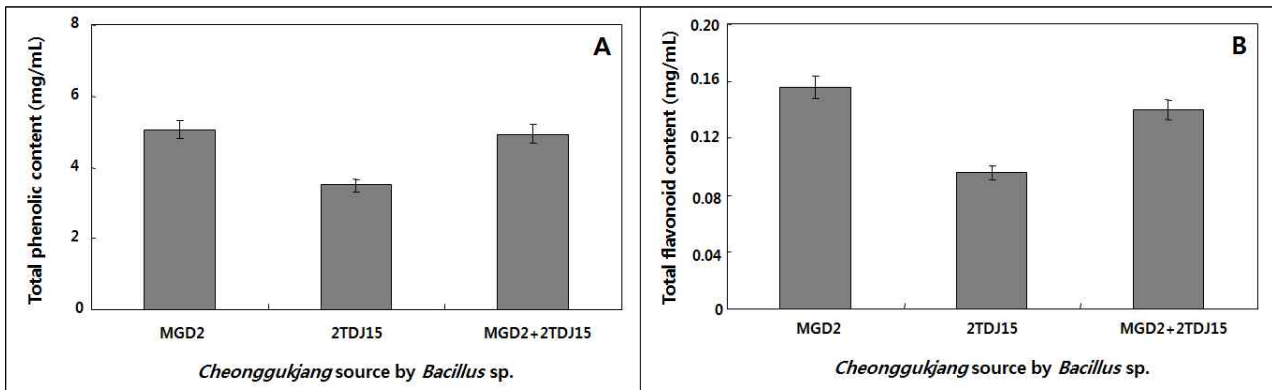 A
Total phenolic content (mg/mL)
8
6
4
2
0
MGD2 2TDJ15 MGD2+2TDJ15
Cheonggukjang source by Bacillus sp.
B
Total flavonoid content (mg/mL)
0.20
0.16
0.12
0.08
0.04
0
MGD2 2TDJ15 MGD2+2TDJ15
Cheonggukjang source by Bacillus sp.